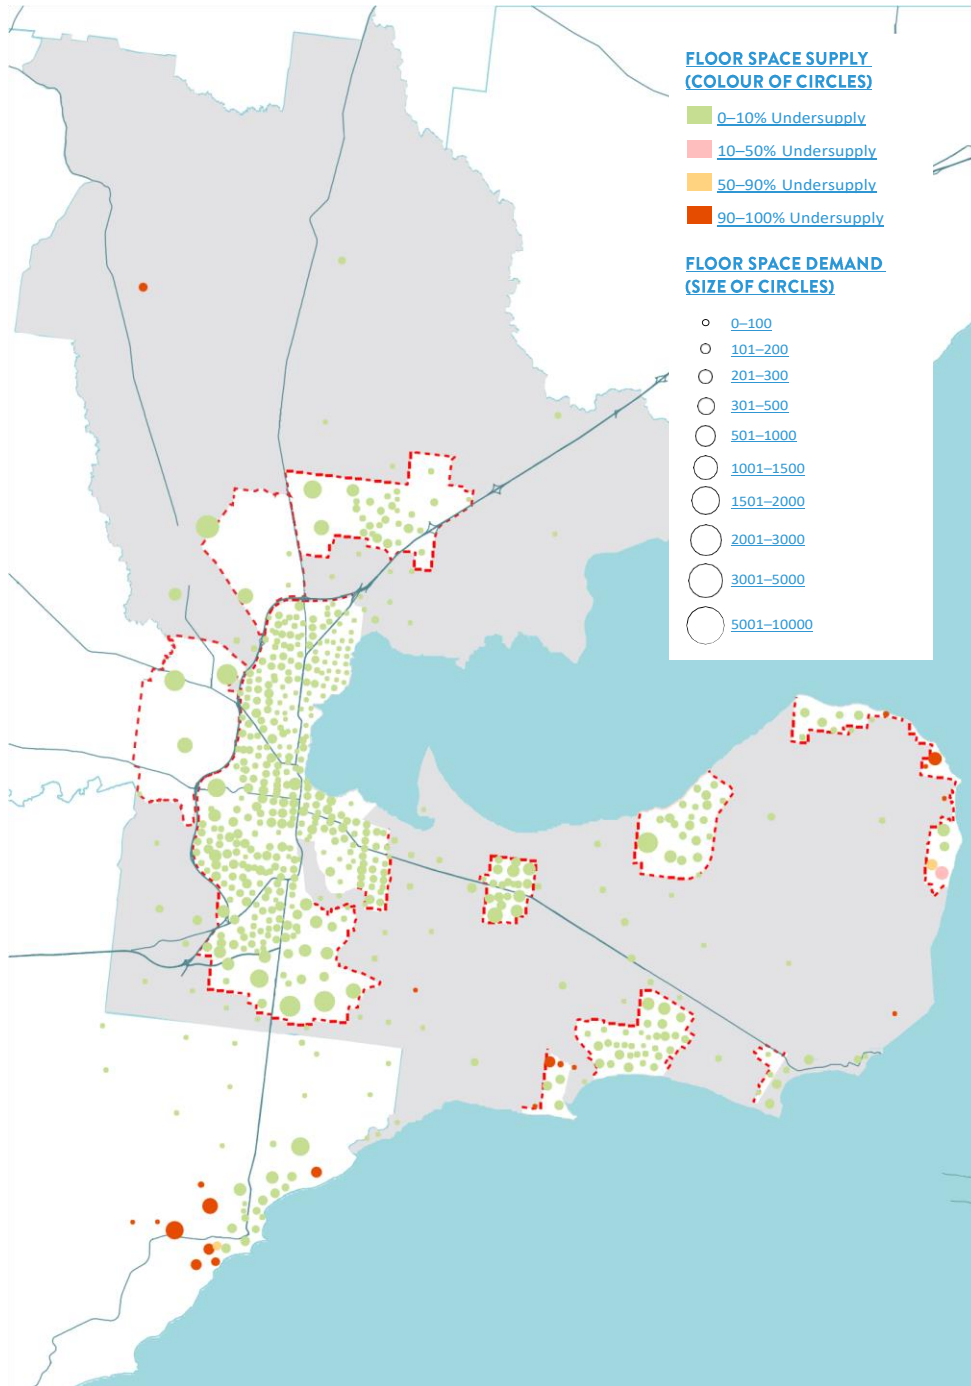 FLOOR SPACE SUPPLY
(COLOUR OF CIRCLES)
0–10% Undersupply
10–50% Undersupply
50–90% Undersupply
90–100% Undersupply
FLOOR SPACE DEMAND
(SIZE OF CIRCLES)
0–100
101–200
201–300
301–500
501–1000
1001–1500
1501–2000
2001–3000
3001–5000
5001–10000